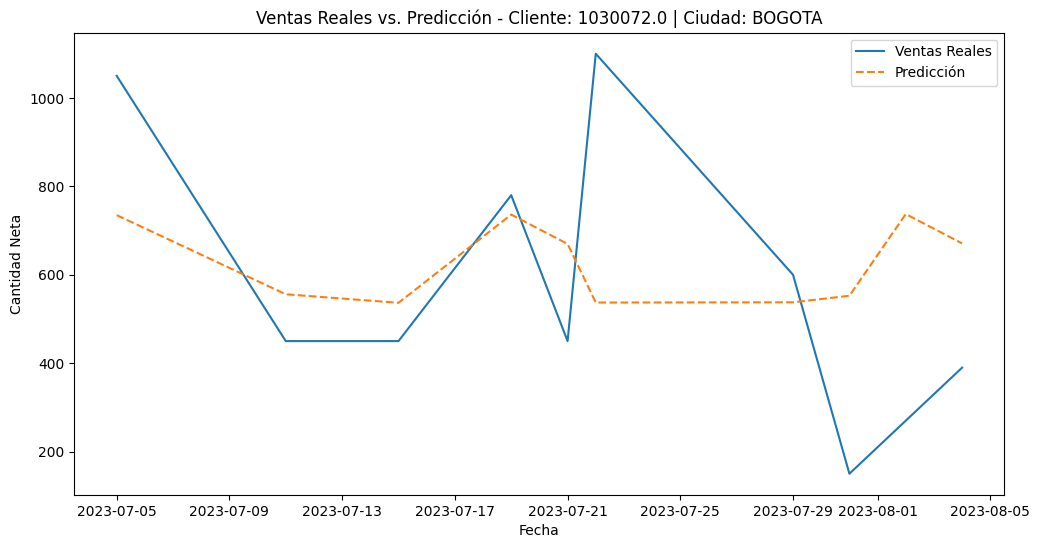 Ventas Reales vs. Predicción - Cliente: 1030072.0 | Ciudad: BOGOTA
Ventas Reales
Predicción
Cantidad Neta
1000
800
600
400
200
2023-07-05 2023-07-09 2023-07-13 2023-07-17 2023-07-21 2023-07-25 2023-07-29 2023-08-01 2023-08-05
Fecha